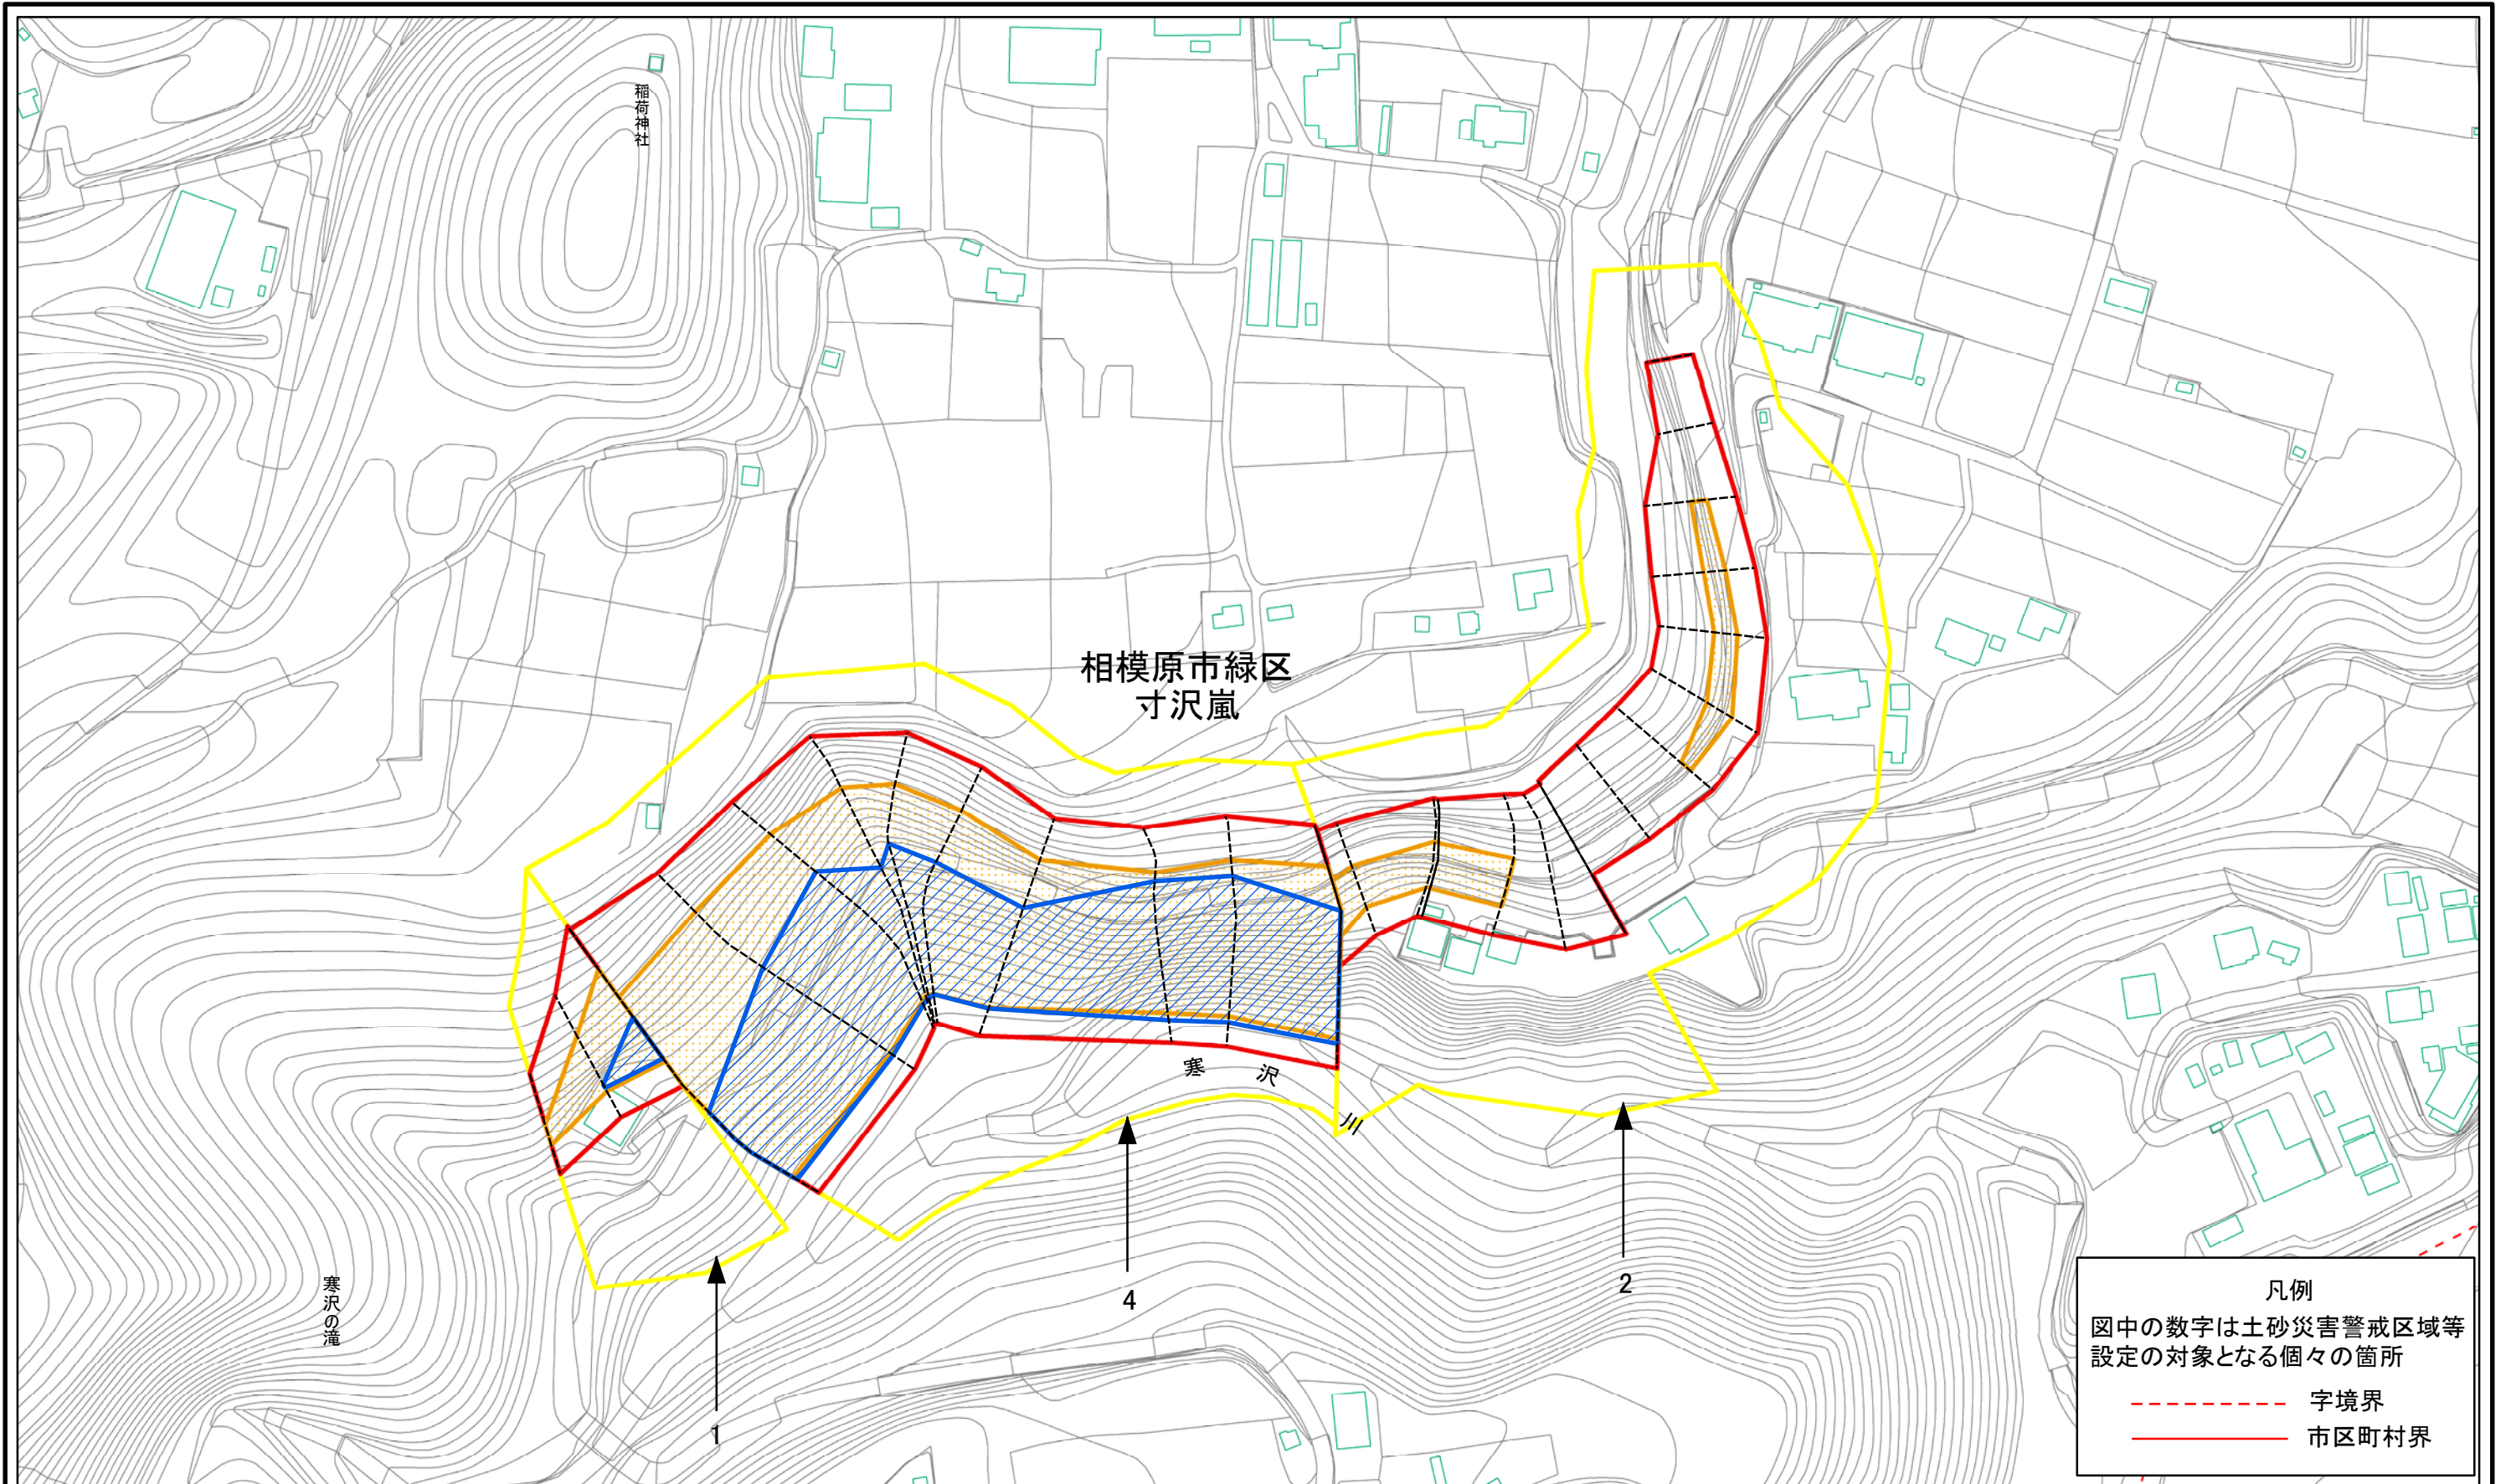 稲荷神社
相模原市緑区
寸沢嵐
寒沢川
寒沢の滝
1
4
2
凡例
図中の数字は土砂災害警戒区域等
設定の対象となる個々の箇所
字境界
市区町村界